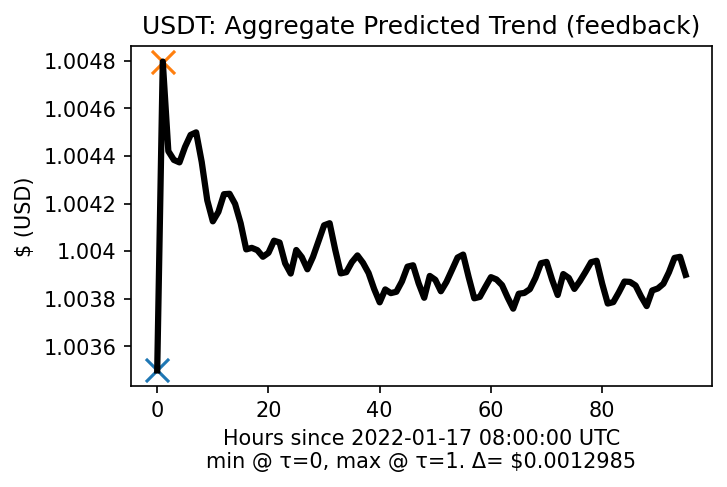 USDT: Aggregate Predicted Trend (feedback)
1.0048
1.0046
1.0044
1.0042
1.004
1.0038
1.0036
$ (USD)
0 20 40 60 80
Hours since 2022-01-17 08:00:00 UTC
min @ τ=0, max @ τ=1. Δ= $0.0012985